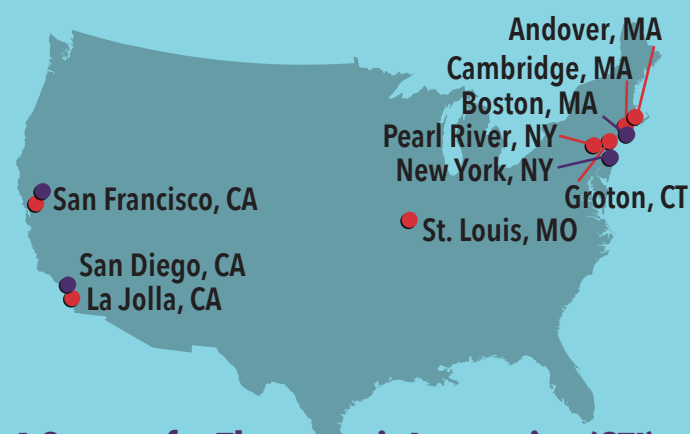 Andover, MA
Cambridge, MA
Boston, MA
Pearl River, NY
New York, NY
Groton, CT
San Francisco, CA
St. Louis, MO
San Diego, CA
La Jolla, CA